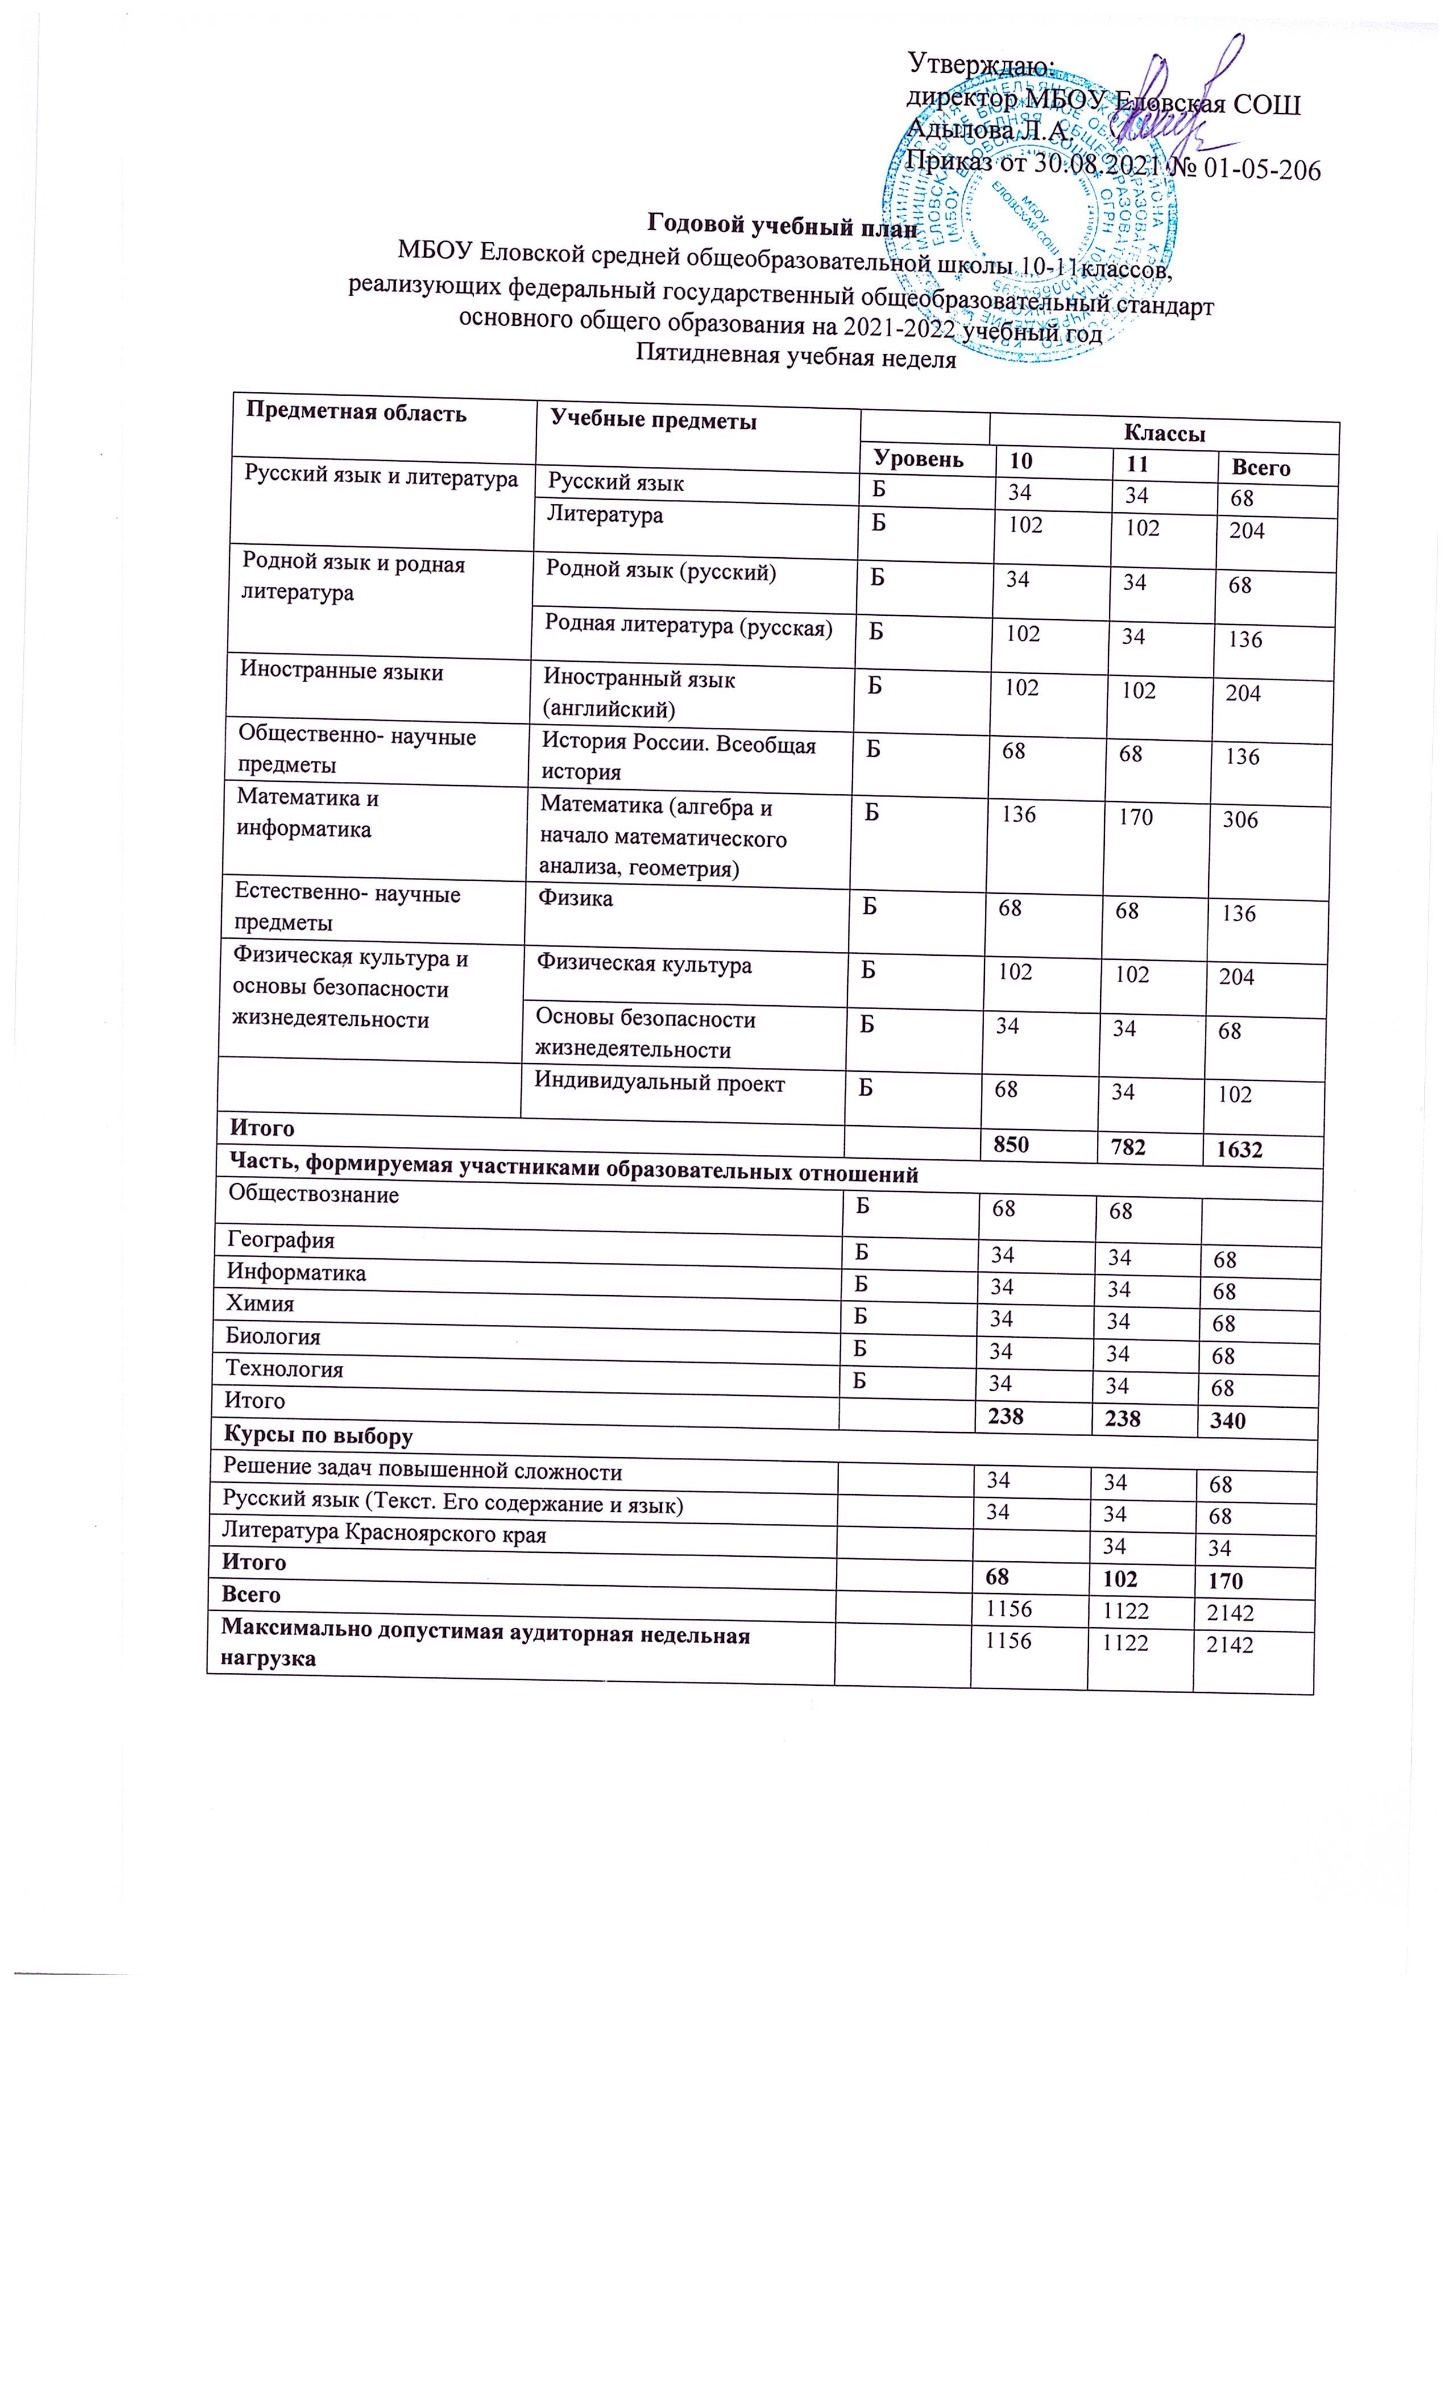 Утверждаю:
директор МБОУ Еловская СОШ
Адылова Л.А.
Приказ от 30.08.2021 № 01-05-206
МБОУ
ЕЛОВСКАЯ СОШ
Годовой учебный план
МБОУ Еловской средней общеобразовательной школы 10-11классов,
реализующих федеральный государственный общеобразовательный стандарт
основного общего образования на 2021-2022 учебный год
Пятидневная учебная неделя
Предметная область Учебные предметы Классы
Уровень 10 11 Всего
Русский язык и литература Русский язык Б 34 34 68
Литература Б 102 102 204
Родной язык и родная Родной язык (русский) Б 34 34 68
литература
Родная литература (русская) Б 102 34 136
Иностранные языки Иностранный язык Б 102 102 204
(английский)
Общественно- научные История России. Всеобщая Б 68 68 136
предметы история
Математика и Математика (алгебра и Б 136 170 306
информатика начало математического
анализа, геометрия)
Естественно- научные Физика Б 68 68 136
предметы
Физическая культура и Физическая культура Б 102 102 204
основы безопасности
жизнедеятельности Основы безопасности Б 34 34 68
жизнедеятельности
Индивидуальный проект Б 68 34 102
Итого 850 782 1632
Часть, формируемая участниками образовательных отношений
Обществознание Б 68 68
География Б 34 34 68
Информатика Б 34 34 68
Химия Б 34 34 68
Биология Б 34 34 68
Технология Б 34 34 68
Итого 238 238 340
Курсы по выбору
Решение задач повышенной сложности 34 34 68
Русский язык (Текст. Его содержание и язык) 34 34 68
Литература Красноярского края 34 34
Итого 68 102 170
Всего 1156 1122 2142
Максимально допустимая аудиторная недельная 1156 1122 2142
нагрузка